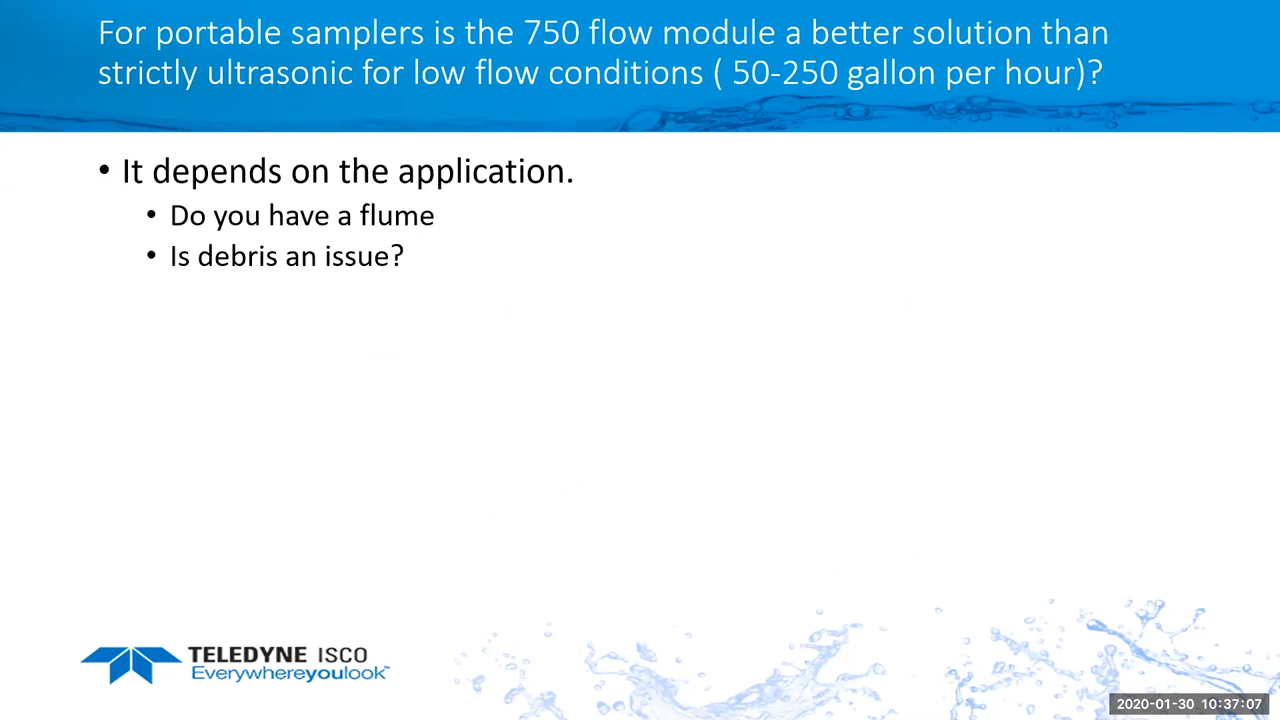 For portable samplers is the 750 flow module a better solution than
strictly ultrasonic for low flow conditions ( 50-250 gallon per hour)?
• It depends on the application.
• Do you have a flume
• Is debris an issue?
TELEDYNE ISCO
Everywhereyoulook™
2020-01-30 10:37:07